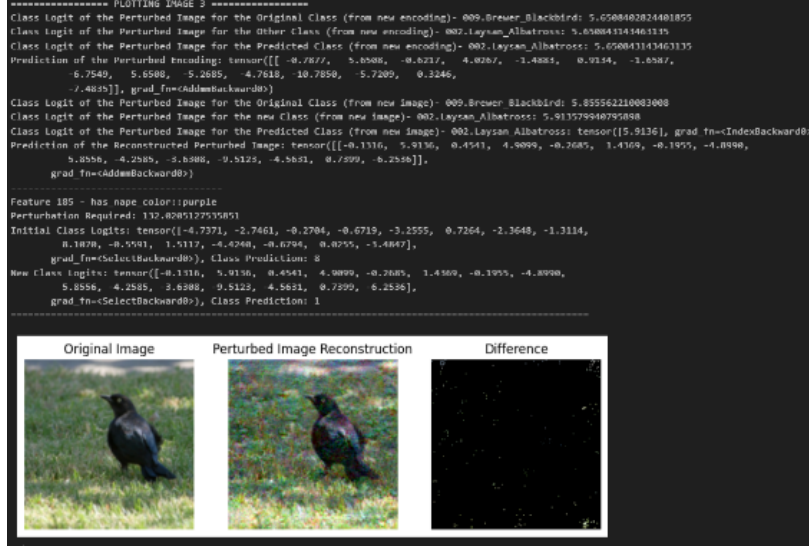 ================= PLOTTING IMAGE 3 =================
Class Logit of the Perturbed Image for the Original Class (from new encoding)- 009.Brewer_Blackbird: 5.6508402824401855
Class Logit of the Perturbed Image for the Other Class (from new encoding)- 002.Laysan_Albatross: 5.650843143463135
Class Logit of the Perturbed Image for the Predicted Class (from new encoding)- 002.Laysan_Albatross: 5.650843143463135
Prediction of the Perturbed Encoding: tensor([[ -0.7877, 5.6508, -0.6217, 4.0267, -1.4883, 0.9134, -1.6587,
-6.7549, 5.6508, -5.2685, -4.7618, -10.7850, -5.7209, 0.3246,
-7.4835]], grad_fn=<AddmmBackward0>)
Class Logit of the Perturbed Image for the Original Class (from new image)- 009.Brewer_Blackbird: 5.855562210083008
Class Logit of the Perturbed Image for the new Class (from new image)- 002.Laysan_Albatross: 5.913579940795898
Class Logit of the Perturbed Image for the Predicted Class (from new image)- 002.Laysan_Albatross: tensor([5.9136], grad_fn=<IndexBackward0>
Prediction of the Reconstructed Perturbed Image: tensor([[-0.1316, 5.9136, 0.4541, 4.9099, -0.2685, 1.4369, -0.1955, -4.8990,
5.8556, -4.2585, -3.6308, -9.5123, -4.5631, 0.7399, -6.2536]],
grad_fn=<AddmmBackward0>)
------------------------------------
Feature 185 - has nape color::purple
Perturbation Required: 132.0205127535851
Initial Class Logits: tensor([-4.7371, -2.7461, -0.2704, -0.6719, -3.2555, 0.7264, -2.3648, -1.3114,
8.1070, -0.5591, 1.5117, -4.4240, -0.6794, 0.0255, -3.4847],
grad_fn=<SelectBackward0>), Class Prediction: 8
New Class Logits: tensor([-0.1316, 5.9136, 0.4541, 4.9099, -0.2685, 1.4369, -0.1955, -4.8990,
5.8556, -4.2585, -3.6308, -9.5123, -4.5631, 0.7399, -6.2536],
grad_fn=<SelectBackward0>), Class Prediction: 1
Original Image Perturbed Image Reconstruction Difference